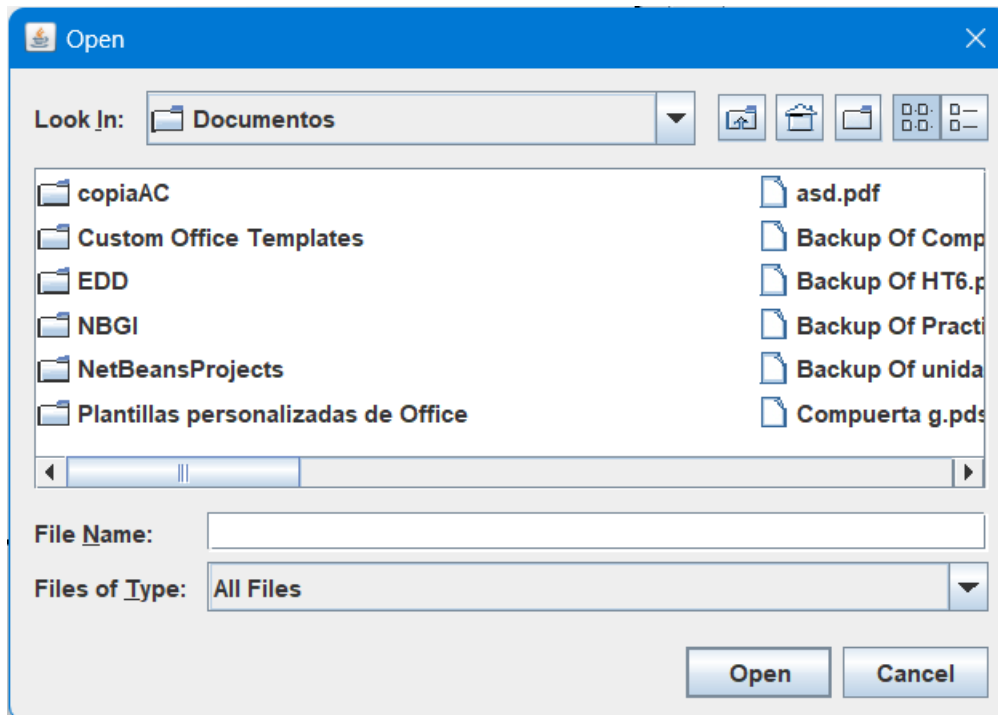 Open
Look In: Documentos
copiaAC
Custom Office Templates
EDD
NBGI
NetBeansProjects
Plantillas personalizadas de Office
asd.pdf
Backup Of Comp
Backup Of HT6.p
Backup Of Practi
Backup Of unida
Compuerta g.pds
File Name:
Files of Type: All Files
Open Cancel